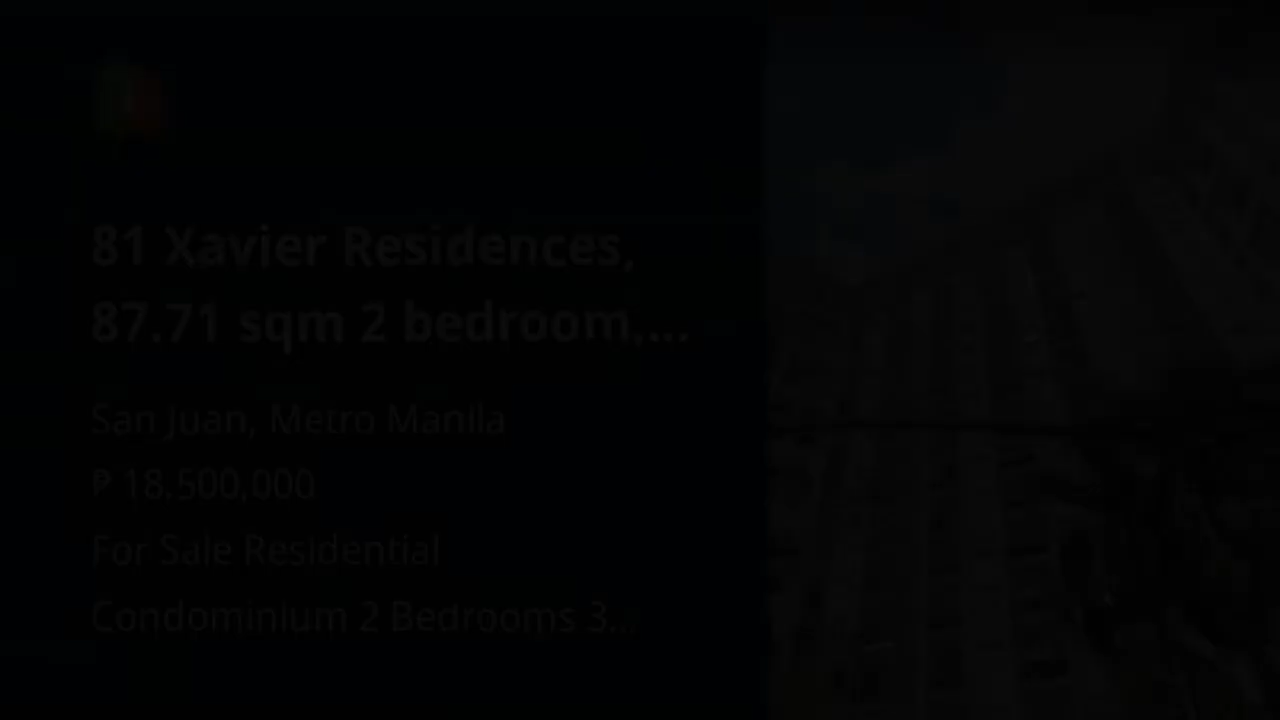 81 Xavier Residences,
87.71 sqm 2 bedroom,...
San Juan, Metro Manila
₱ 18,500,000
For Sale Residential
Condominium 2 Bedrooms 3...